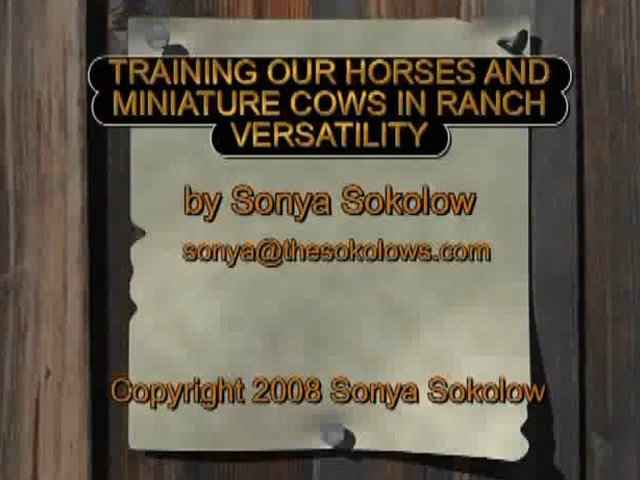 TRAINING OUR HORSES AND
MINIATURE COWS IN RANCH
VERSATILITY
by Sonya Sokolow
sonya@thesokolows.com
Copyright 2008 Sonya Sokolow